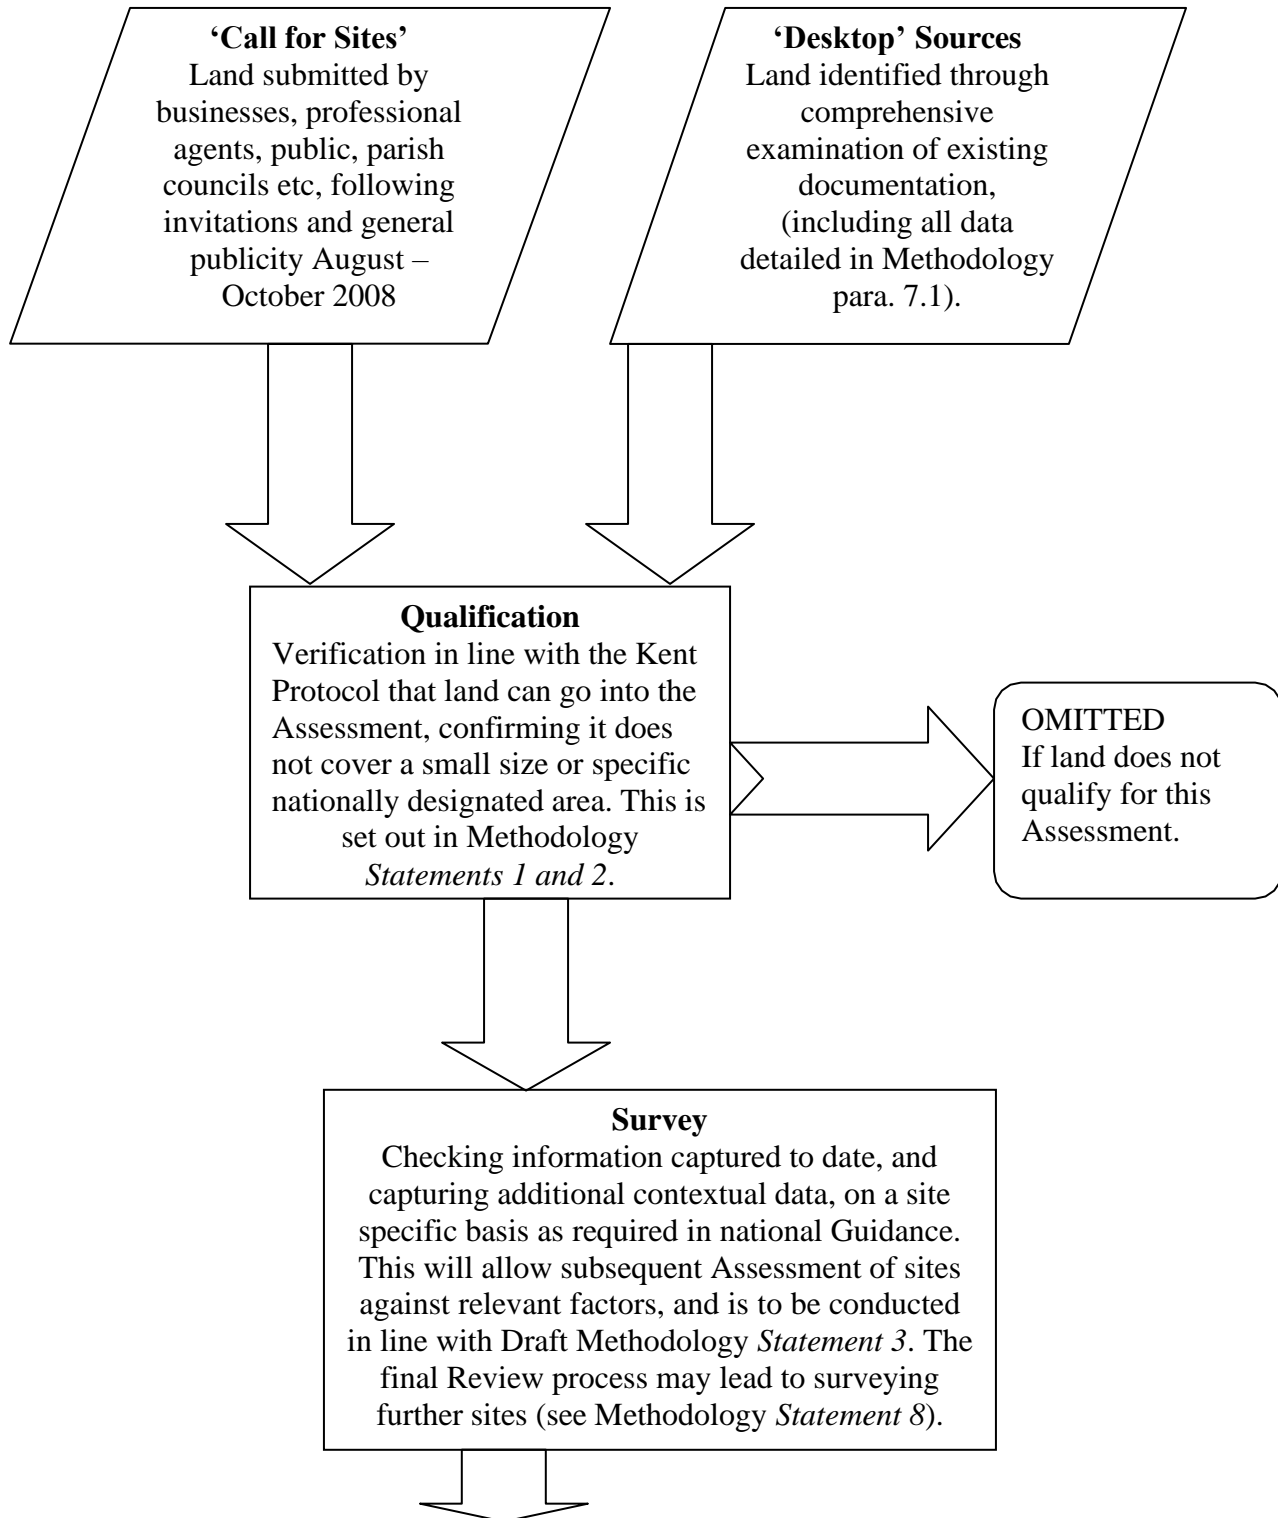 ‘Call for Sites’
Land submitted by
businesses, professional
agents, public, parish
councils etc, following
invitations and general
publicity August –
October 2008
‘Desktop’ Sources
Land identified through
comprehensive
examination of existing
documentation,
(including all data
detailed in Methodology
para. 7.1).
Qualification
Verification in line with the Kent
Protocol that land can go into the
Assessment, confirming it does
not cover a small size or specific
nationally designated area. This is
set out in Methodology
Statements 1 and 2.
OMITTED
If land does not
qualify for this
Assessment.
Survey
Checking information captured to date, and
capturing additional contextual data, on a site
specific basis as required in national Guidance.
This will allow subsequent Assessment of sites
against relevant factors, and is to be conducted
in line with Draft Methodology Statement 3. The
final Review process may lead to surveying
further sites (see Methodology Statement 8).